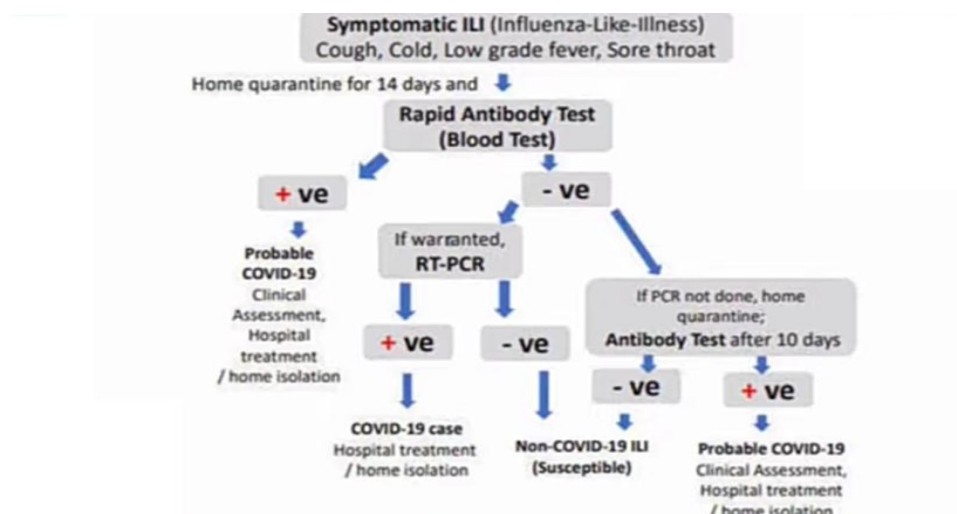 Symptomatic ILI (Influenza-Like-Illness)
Cough, Cold, Low grade fever, Sore throat
Home quarantine for 14 days and
Rapid Antibody Test
(Blood Test)
+ ve
- ve
Probable
COVID-19
Clinical
Assessment,
Hospital
treatment
/ home isolation
If warranted,
RT-PCR
+ ve
- ve
COVID-19 case
Hospital treatment
/ home isolation
If PCR not done, home
quarantine;
Antibody Test after 10 days
- ve
+ ve
Non-COVID-19 ILI
(Susceptible)
Probable COVID-19
Clinical Assessment,
Hospital treatment
/ home isolation